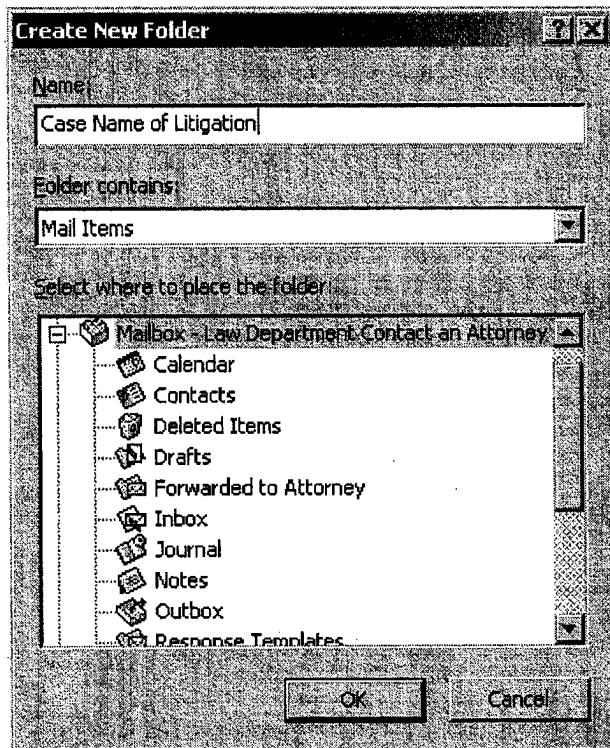 Create New Folder
Name:
Case Name of Litigation
Folder contains:
Mail Items
Select where to place the folder:
Mailbox - Law Department Contact an Attorney
Calendar
Contacts
Deleted Items
Drafts
Forwarded to Attorney
Inbox
Journal
Notes
Outbox
Response Templates
OK
Cancel